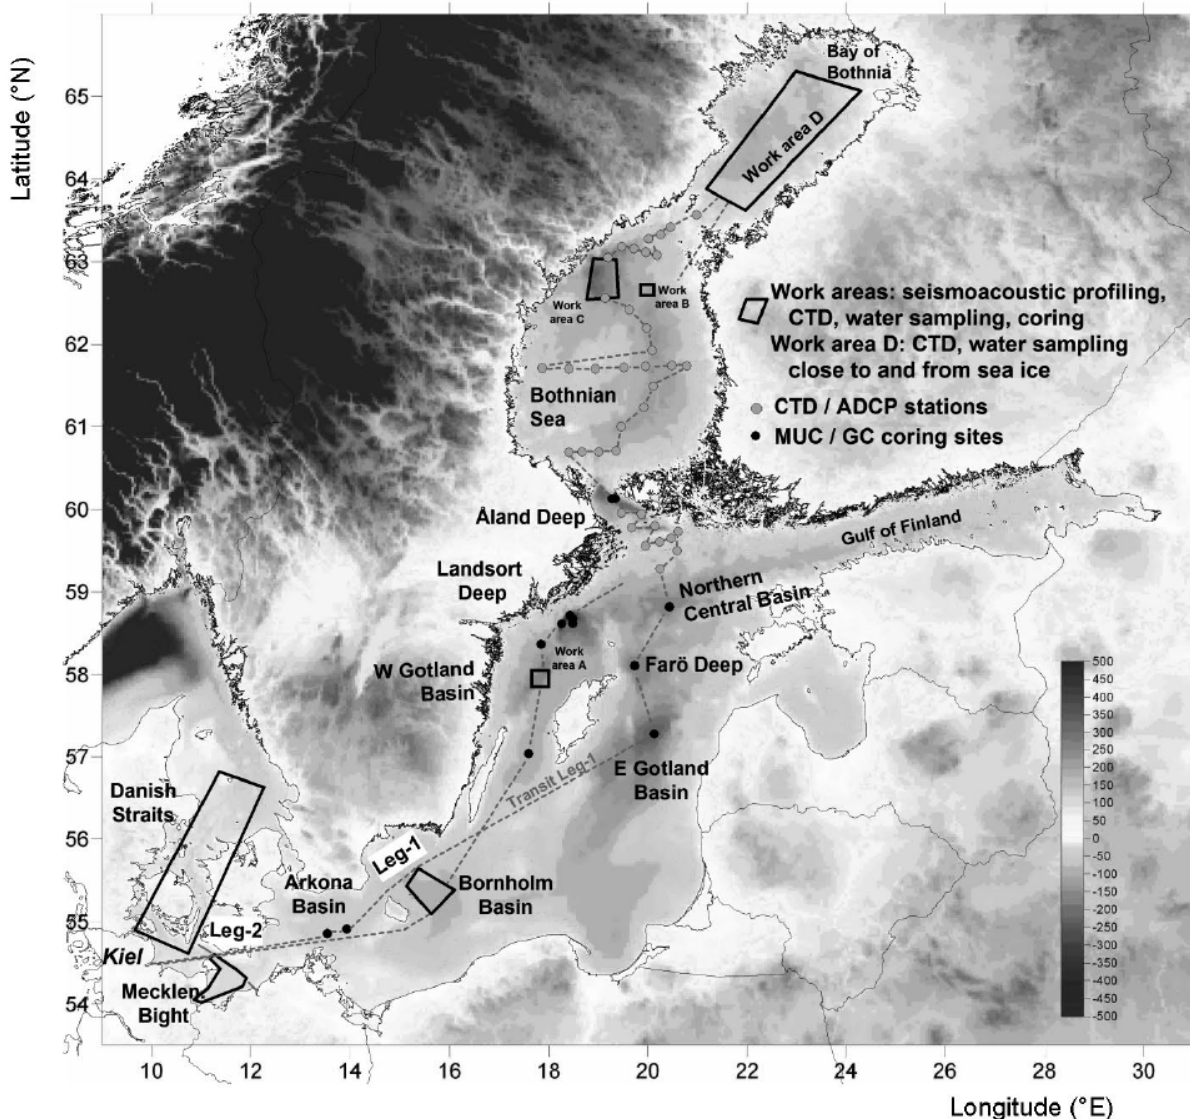 Latitude (°N)
65
64
63
62
61
60
59
58
57
56
55
54
Bay of
Bothnia
Work area D
Work
area C
Work
area B
Work areas: seismoacoustic profiling,
CTD, water sampling, coring
Work area D: CTD, water sampling
close to and from sea ice
CTD / ADCP stations
MUC / GC coring sites
Bothnian
Sea
Åland Deep
Gulf of Finland
Landsort
Deep
Northern
Central Basin
Work
area A
Farö Deep
W Gotland
Basin
E Gotland
Basin
Transit Leg-1
Danish
Straits
Leg-1
Arkona
Basin
Bornholm
Basin
Leg-2
Kiel
Mecklen.
Bight
500
450
400
350
300
250
200
150
100
50
0
-50
-100
-150
-200
-250
-300
-350
-400
-450
-500
10
12
14
16
18
20
22
24
26
28
30
Longitude (°E)